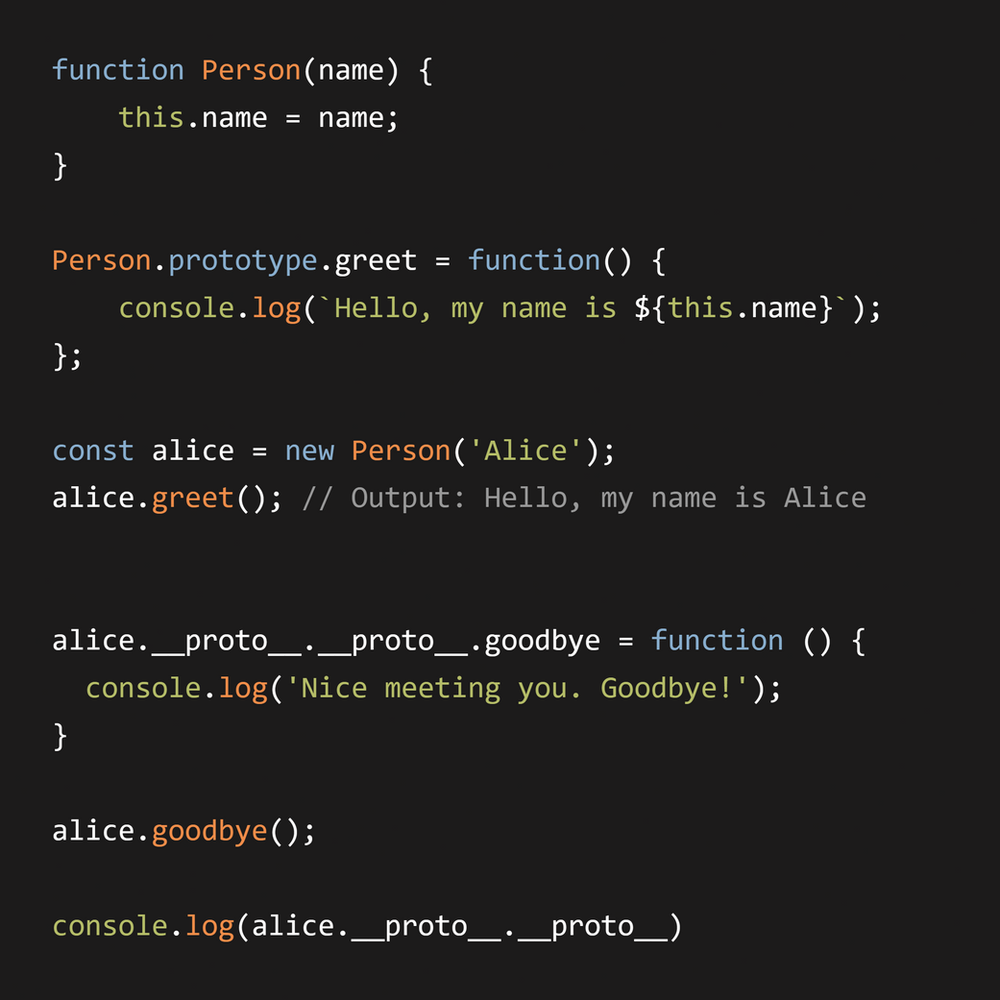 function Person(name) {
    this.name = name;
}

Person.prototype.greet = function() {
    console.log(`Hello, my name is ${this.name}`);
};

const alice = new Person('Alice');
alice.greet(); // Output: Hello, my name is Alice

alice.__proto__.__proto__.goodbye = function () {
  console.log('Nice meeting you. Goodbye!');
}

alice.goodbye();

console.log(alice.__proto__.__proto__)